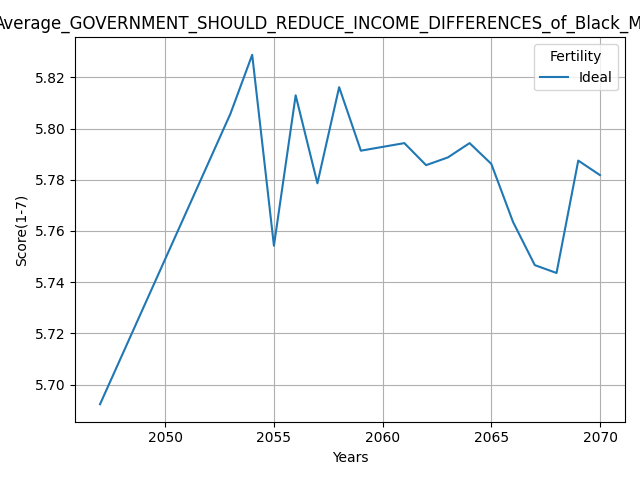 Average_GOVERNMENT_SHOULD_REDUCE_INCOME_DIFFERENCES_of_Black_M
Fertility
Ideal
5.82
5.80
5.78
5.76
5.74
5.72
5.70
Score(1-7)
2050 2055 2060 2065 2070
Years